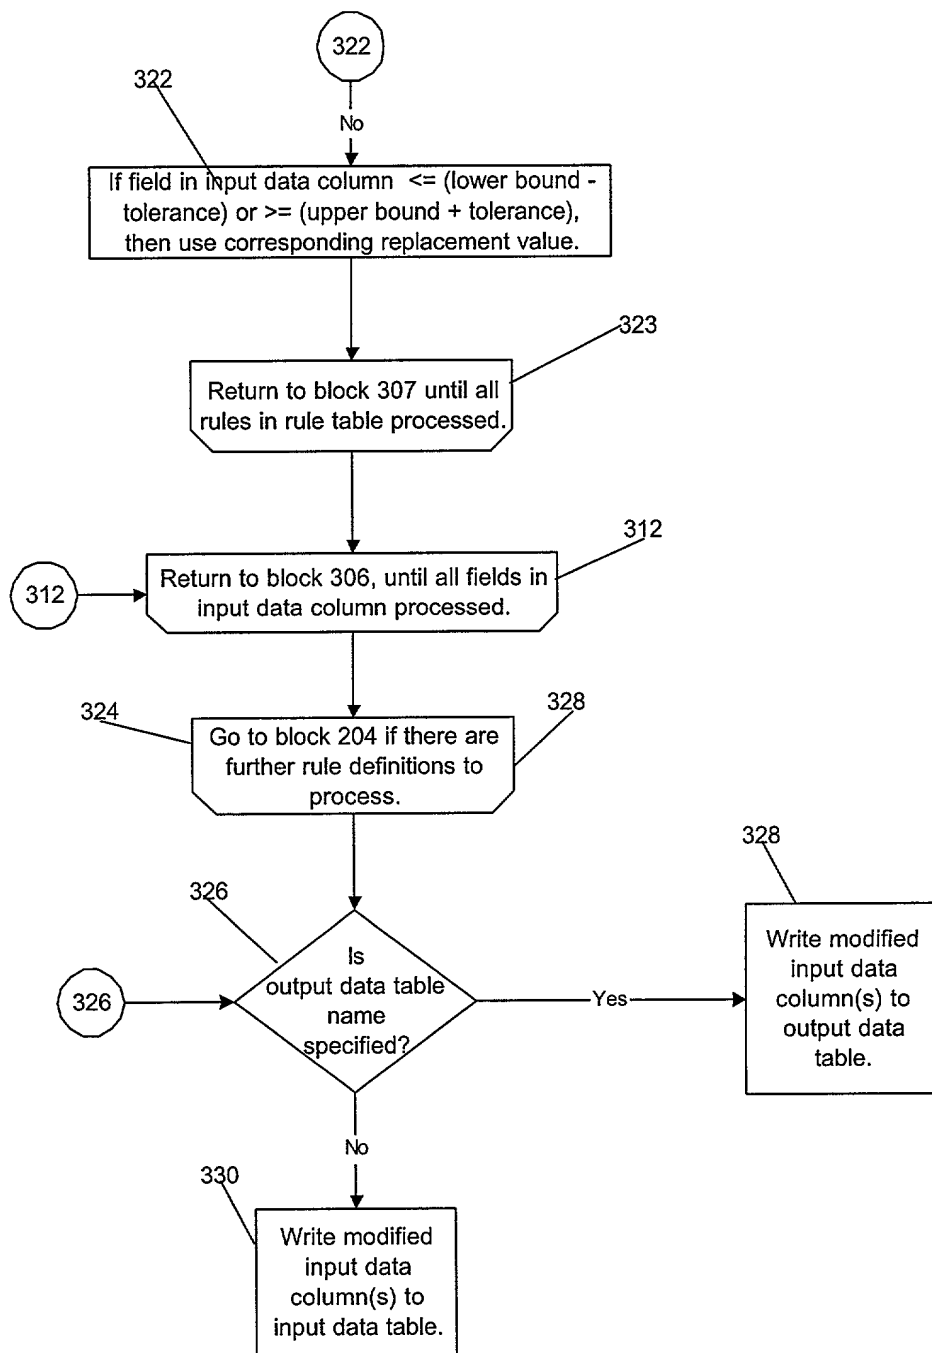 322
322
No
If field in input data column <= (lower bound -
tolerance) or >= (upper bound + tolerance),
then use corresponding replacement value.
323
Return to block 307 until all
rules in rule table processed.
312
312
Return to block 306, until all fields in
input data column processed.
324
328
Go to block 204 if there are
further rule definitions to
process.
328
326
Is
output data table
name
specified?
326
Yes
Write modified
input data
column(s) to
output data
table.
No
330
Write modified
input data
column(s) to
input data table.